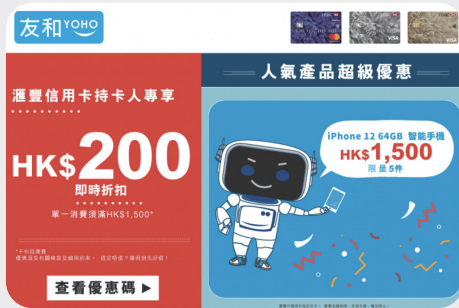 友和 YOHO
滙豐信用卡持卡人專享
HK$200
即時折扣
單一消費須滿HK$1,500*
查看優惠碼 ▶
人氣產品超級優惠
iPhone 12 64GB 智能手機
HK$1,500
限量5件